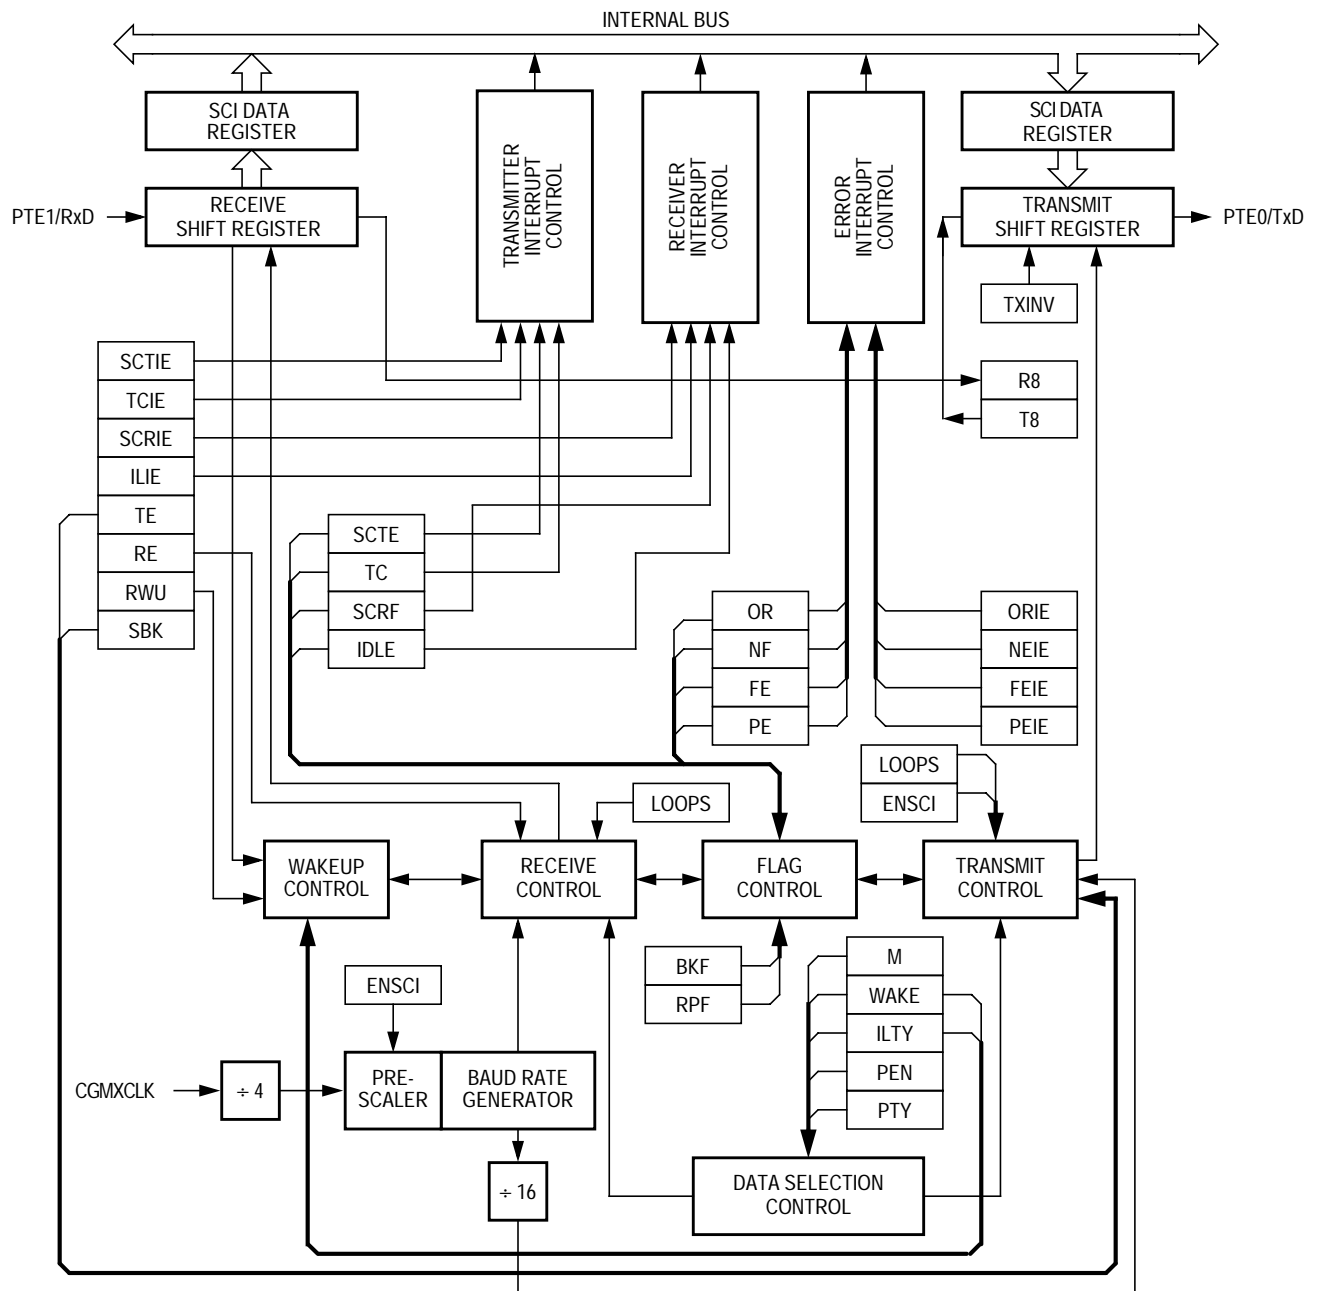 INTERNAL BUS
SCI DATA
REGISTER
SCI DATA
REGISTER
TRANSMITTER
INTERRUPT
CONTROL
RECEIVER
INTERRUPT
CONTROL
ERROR
INTERRUPT
CONTROL
PTE1/RxD
RECEIVE
SHIFT REGISTER
TRANSMIT
SHIFT REGISTER
PTE0/TxD
TXINV
SCTIE
TCIE
SCRIE
ILIE
TE
RE
RWU
SBK
R8
T8
SCTE
TC
SCRF
IDLE
OR
NF
FE
PE
ORIE
NEIE
FEIE
PEIE
LOOPS
ENSCI
LOOPS
WAKEUP
CONTROL
RECEIVE
CONTROL
FLAG
CONTROL
TRANSMIT
CONTROL
BKF
RPF
M
WAKE
ILTY
PEN
PTY
ENSCI
CGMXCLK
÷ 4
PRE-
SCALER
BAUD RATE
GENERATOR
÷ 16
DATA SELECTION
CONTROL